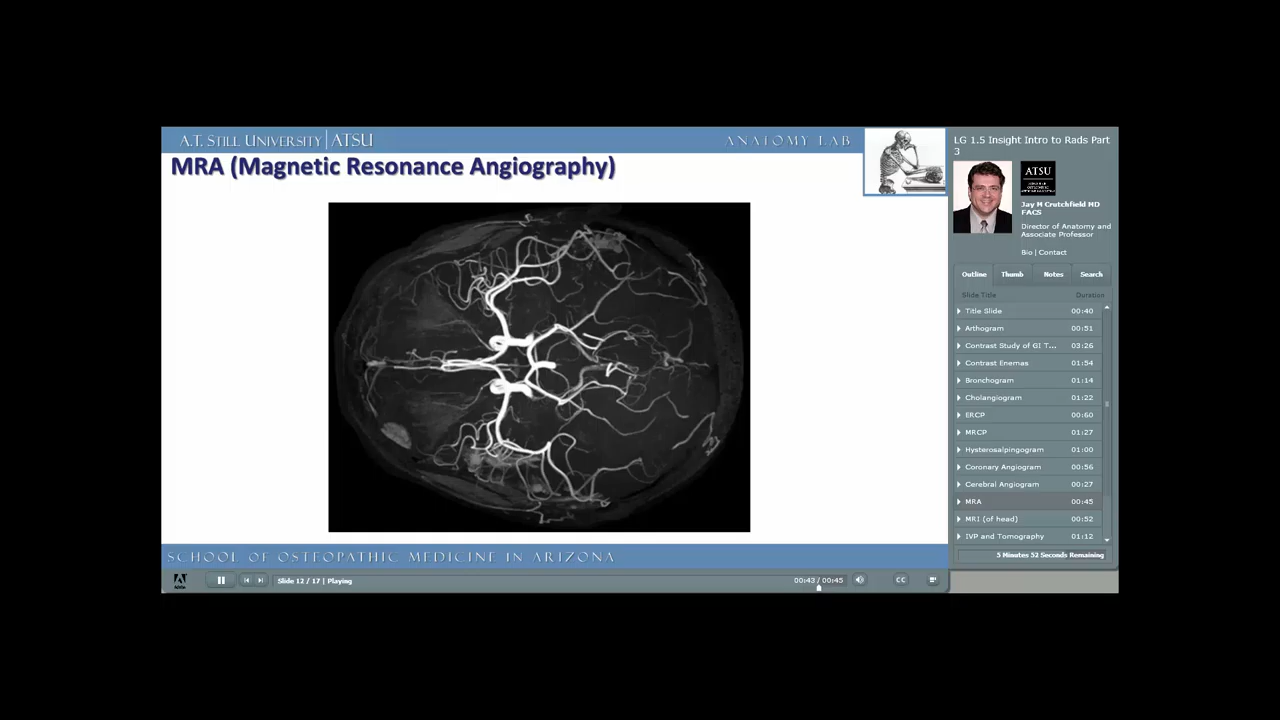 A.T. STILL UNIVERSITY | ATSU
ANATOMY LAB
MRA (Magnetic Resonance Angiography)
SCHOOL OF OSTEOPATHIC MEDICINE IN ARIZONA
Slide 12 / 17 | Playing
00:43 / 00:45
CC
LG 1.5 Insight Intro to Rads Part
3
ATSU
Jay M Crutchfield MD
FACS
Director of Anatomy and
Associate Professor
Bio | Contact
Outline Thumb Notes Search
Slide Title Duration
Title Slide 00:40
Arthogram 00:51
Contrast Study of GI T... 03:26
Contrast Enemas 01:54
Bronchogram 01:14
Cholangiogram 01:22
ERCP 00:60
MRCP 01:27
Hysterosalpingogram 01:00
Coronary Angiogram 00:56
Cerebral Angiogram 00:27
MRA 00:45
MRI (of head) 00:52
IVP and Tomography 01:12
5 Minutes 52 Seconds Remaining